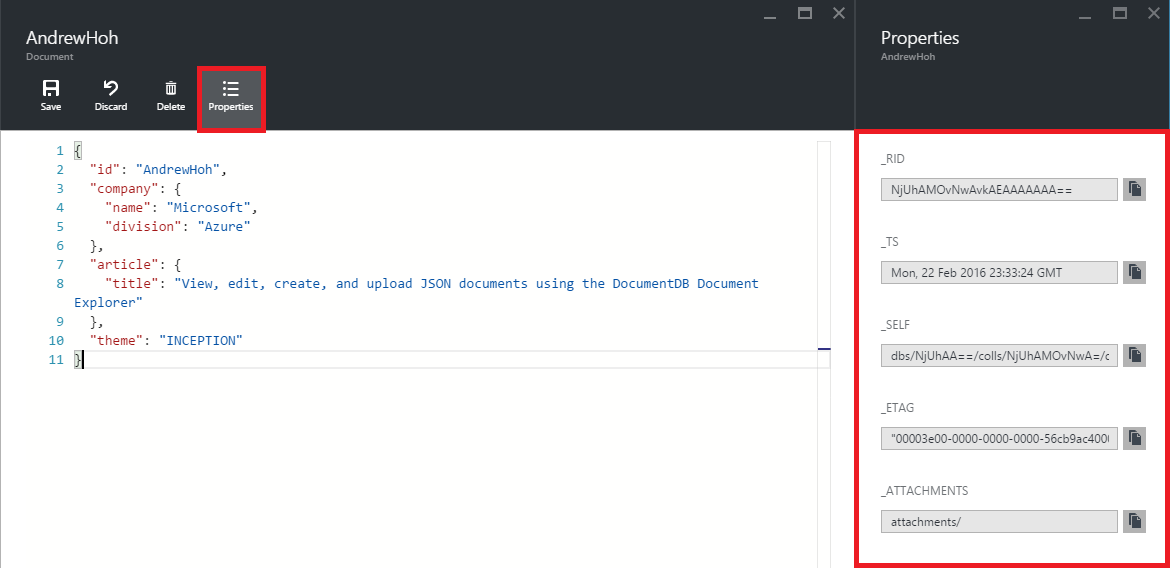 AndrewHoh
Document
Save
Discard
Delete
Properties
1 {
2 "id": "AndrewHoh",
3 "company": {
4 "name": "Microsoft",
5 "division": "Azure"
6 },
7 "article": {
8 "title": "View, edit, create, and upload JSON documents using the DocumentDB Document
Explorer"
9 },
10 "theme": "INCEPTION"
11 }
Properties
AndrewHoh
_RID
NjUhAMOvNwAvkAEAAAAAAA==
_TS
Mon, 22 Feb 2016 23:33:24 GMT
_SELF
dbs/NjUhAA==/colls/NjUhAMOvNwA=/c
_ETAG
"00003e00-0000-0000-0000-56cb9ac4000
_ATTACHMENTS
attachments/